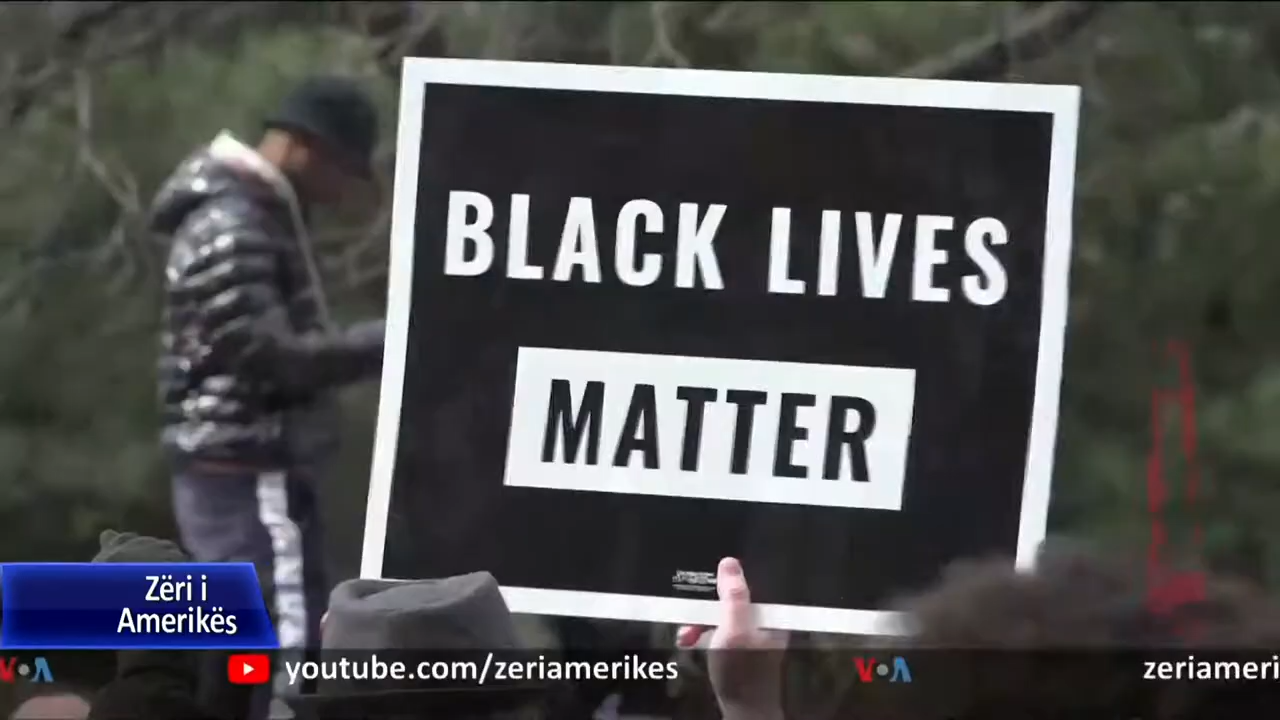 BLACK LIVES
MATTER
Zëri i
Amerikës
VOA
youtube.com/zeriamerikes
VOA
zeriameri